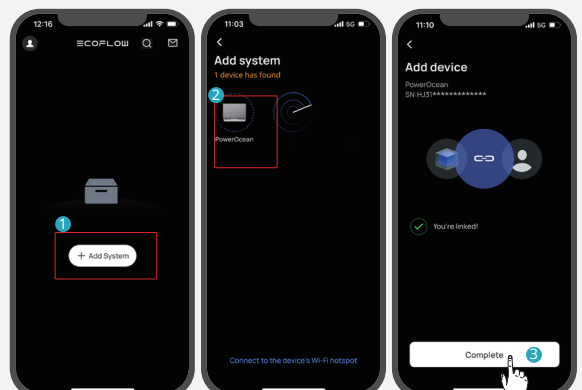 12:16
5G
ECOFLOW
1
+ Add System
11:03
5G
Add system
1 device has found
2
PowerOcean
Connect to the device's Wi-Fi hotspot
11:10
5G
Add device
PowerOcean
SN:HJ31*************
You're linked!
Complete
3